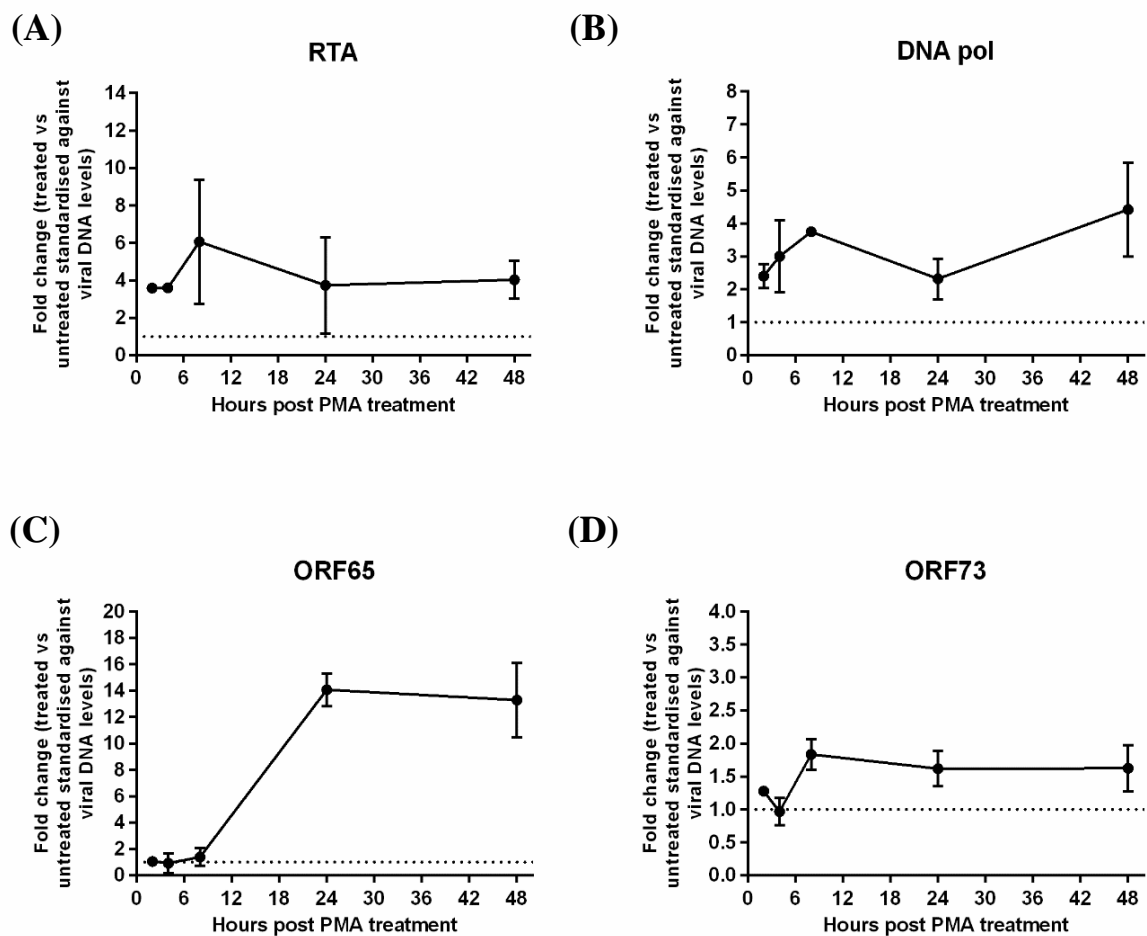 (A)
RTA
Fold change (treated vs
untreated standardised against
viral DNA levels)
14
12
10
8
6
4
2
0
0 6 12 18 24 30 36 42 48
Hours post PMA treatment
(B)
DNA pol
Fold change (treated vs
untreated standardised against
viral DNA levels)
8
7
6
5
4
3
2
1
0
0 6 12 18 24 30 36 42 48
Hours post PMA treatment
(C)
ORF65
Fold change (treated vs
untreated standardised against
viral DNA levels)
20
18
16
14
12
10
8
6
4
2
0
0 6 12 18 24 30 36 42 48
Hours post PMA treatment
(D)
ORF73
Fold change (treated vs
untreated standardised against
viral DNA levels)
4.0
3.5
3.0
2.5
2.0
1.5
1.0
0.5
0.0
0 6 12 18 24 30 36 42 48
Hours post PMA treatment